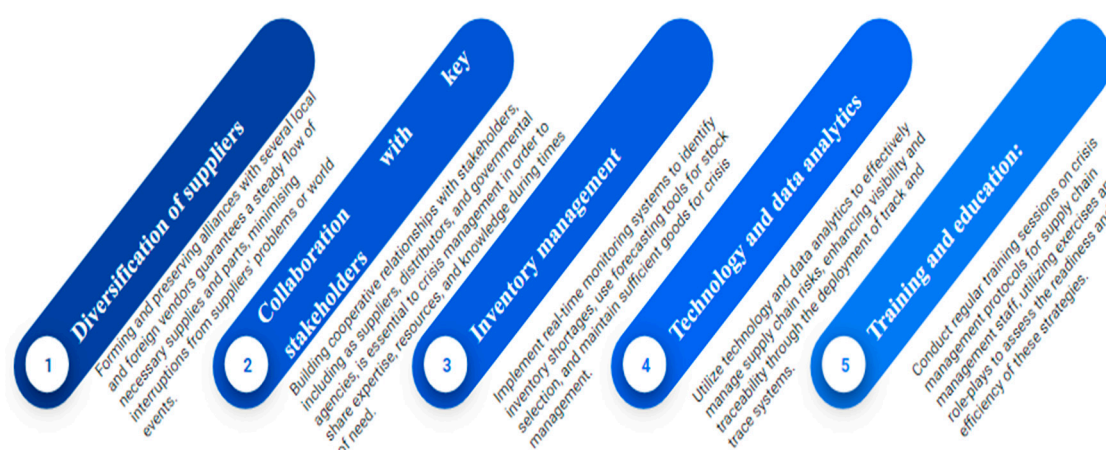 1
Diversification of suppliers
Forming and preserving alliances with several local
and foreign vendors guarantees a steady flow of
necessary supplies and parts, minimising
interruptions from suppliers' problems or world
events.
2
Collaboration with key
stakeholders
Building cooperative relationships with stakeholders,
including as suppliers, distributors, and governmental
agencies, is essential to crisis management in order to
share expertise, resources, and knowledge during times
of need.
3
Inventory management
Implement real-time monitoring systems to identify
inventory shortages, use forecasting tools for stock
selection, and maintain sufficient goods for crisis
management.
4
Technology and data analytics
Utilize technology and data analytics to effectively
manage supply chain risks, enhancing visibility and
traceability through the deployment of track and
trace systems.
5
Training and education:
Conduct regular training sessions on crisis
management protocols for supply chain
management staff, utilizing exercises
role-plays to assess the readiness
efficiency of these strategies.